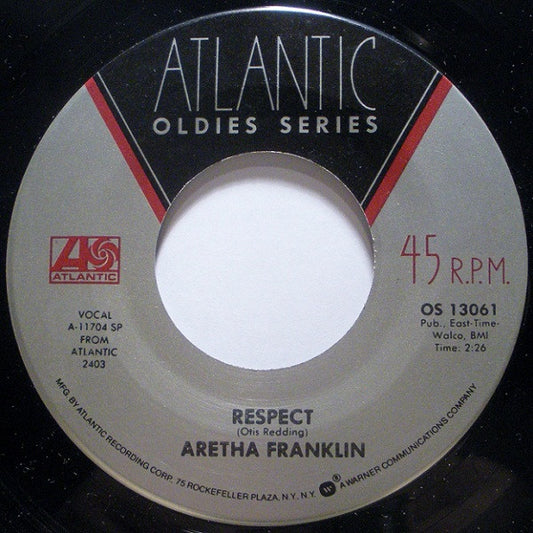 ATLANTIC
OLDIES SERIES
ATLANTIC
45 R.P.M.
VOCAL
A-11704 SP
FROM
ATLANTIC
2403
OS 13061
Pub., East-Time-
Walco, BMI
Time: 2:26
RESPECT
(Otis Redding)
ARETHA FRANKLIN
MFG. BY ATLANTIC RECORDING CORP. 75 ROCKEFELLER PLAZA, N.Y. N.Y. ® A WARNER COMMUNICATIONS COMPANY